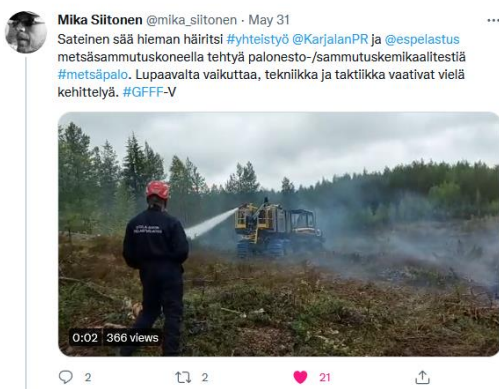 Mika Siitonen @mika_siitonen · May 31
Sateinen sää hieman häiritsi #yhteistyö @KarjalanPR ja @espelastus
metsäsammutuskoneella tehtyä palonesto-/sammutuskemikaalitestiä
#metsäpalo. Lupaavalta vaikuttaa, tekniikka ja taktiikka vaativat vielä
kehittelyä. #GFFF-V
0:02 366 views
2 2 21